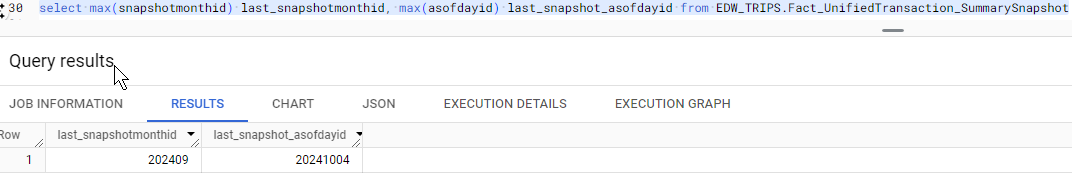 30 select max(snapshotmonthid) last_snapshotmonthid, max(asofdayid) last_snapshot_asofdayid from EDW_TRIPS.Fact_UnifiedTransaction_SummarySnapshot
Query results
JOB INFORMATION RESULTS CHART JSON EXECUTION DETAILS EXECUTION GRAPH
Row last_snapshotmonthid last_snapshot_asofdayid
1 202409 20241004